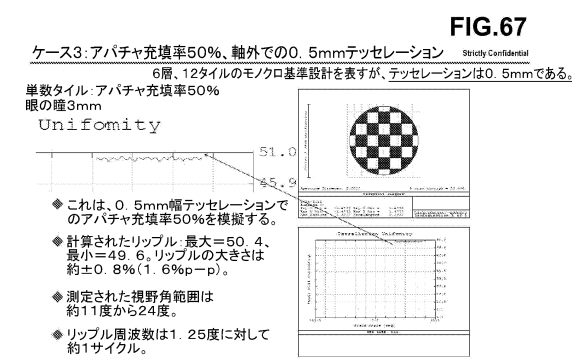 FIG.67
ケース3:アパチャ充填率50%、軸外での0.5mmテッセレーション
Strictly Confidential
6層、12タイルのモノクロ基準設計を表すが、テッセレーションは0.5mmである。
単数タイル:アパチャ充填率50%
眼の瞳3mm
Unifomity
51.0
45.9
これは、0.5mm幅テッセレーションで
のアパチャ充填率50%を模擬する。
計算されたリップル:最大=50.4、
最小=49.6。リップルの大きさは
約±0.8%(1.6%p-p)。
測定された視野角範囲は
約11度から24度。
リップル周波数は1.25度に対して
約1サイクル。